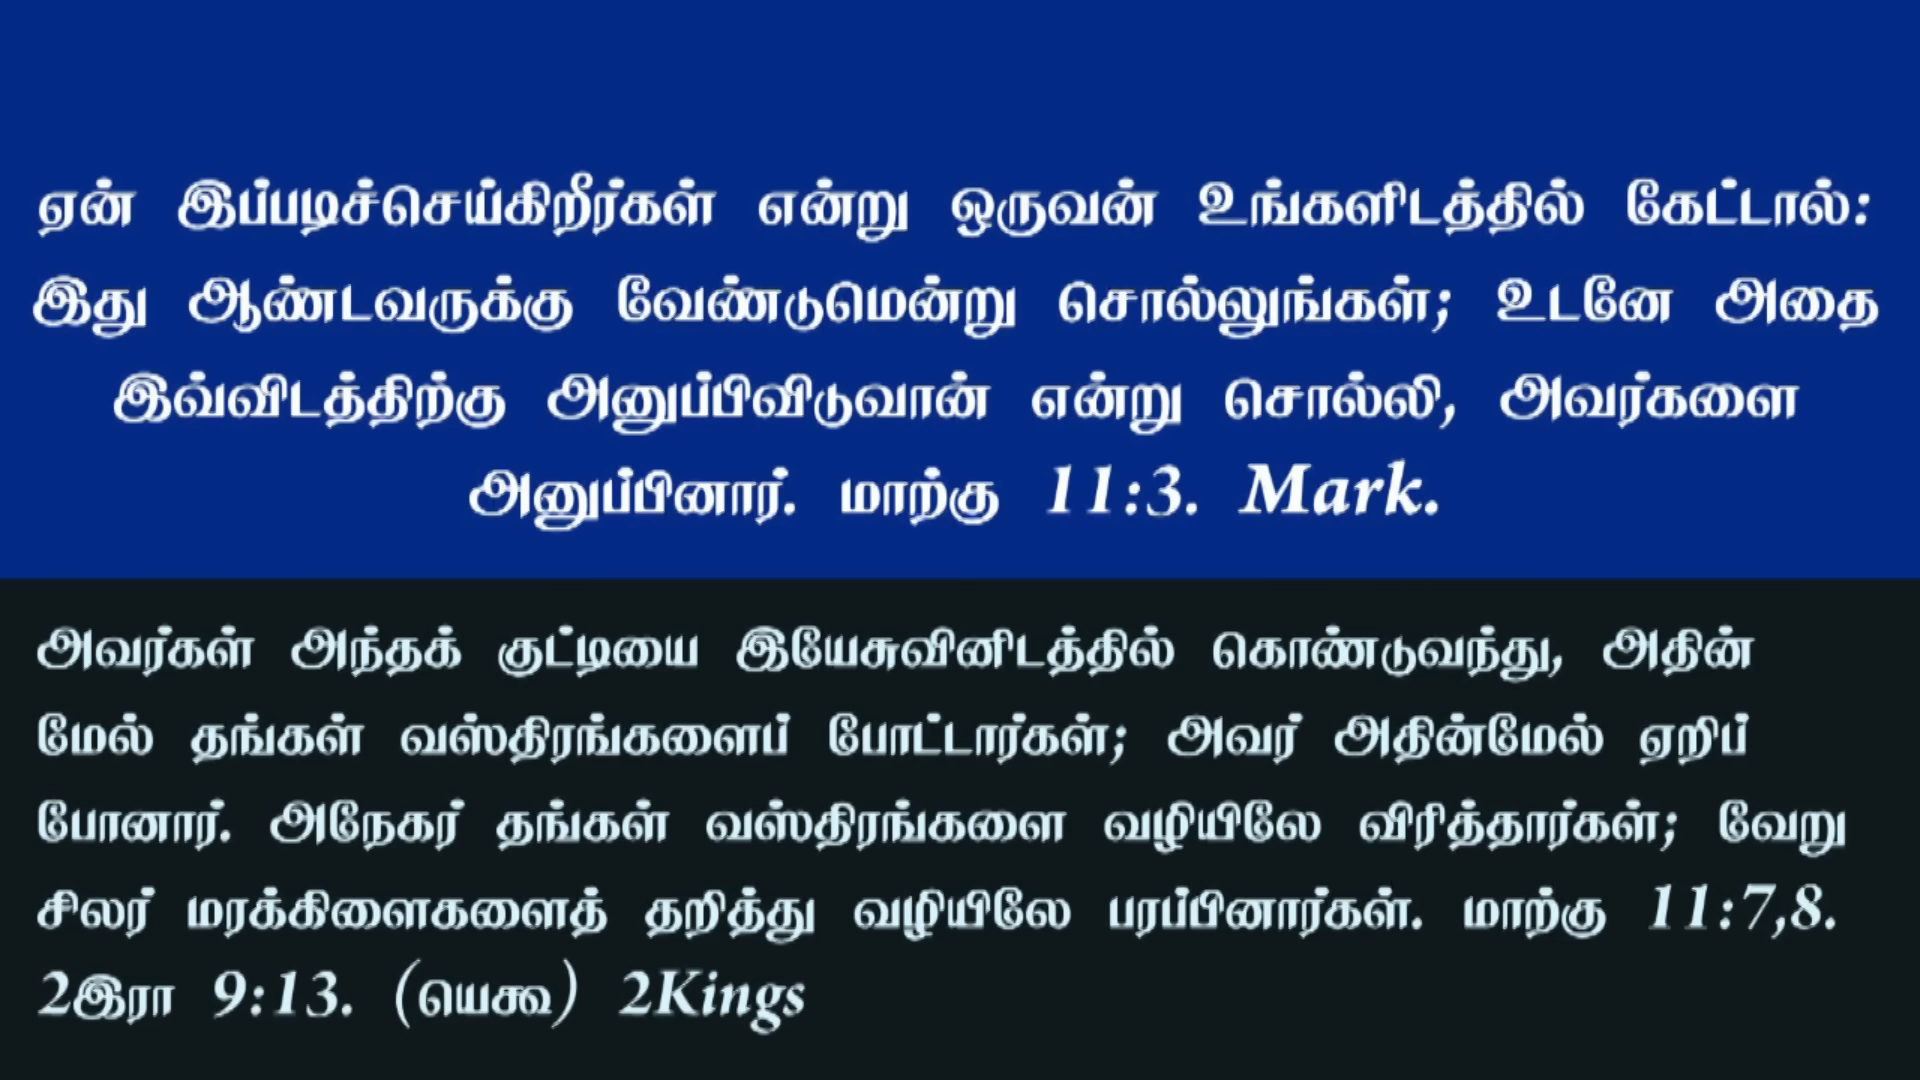 ஏன் இப்படிச்செய்கிறீர்கள் என்று ஒருவன் உங்களிடத்தில் கேட்டால்:
இது ஆண்டவருக்கு வேண்டுமென்று சொல்லுங்கள்; உடனே அதை
இவ்விடத்திற்கு அனுப்பிவிடுவான் என்று சொல்லி, அவர்களை
அனுப்பினார். மாற்கு 11:3. Mark.
அவர்கள் அந்தக் குட்டியை இயேசுவினிடத்தில் கொண்டுவந்து, அதின்
மேல் தங்கள் வஸ்திரங்களைப் போட்டார்கள்; அவர் அதின்மேல் ஏறிப்
போனார். அநேகர் தங்கள் வஸ்திரங்களை வழியிலே விரித்தார்கள்; வேறு
சிலர் மரக்கிளைகளைத் தறித்து வழியிலே பரப்பினார்கள். மாற்கு 11:7,8.
2இரா 9:13. (யெகூ) 2Kings